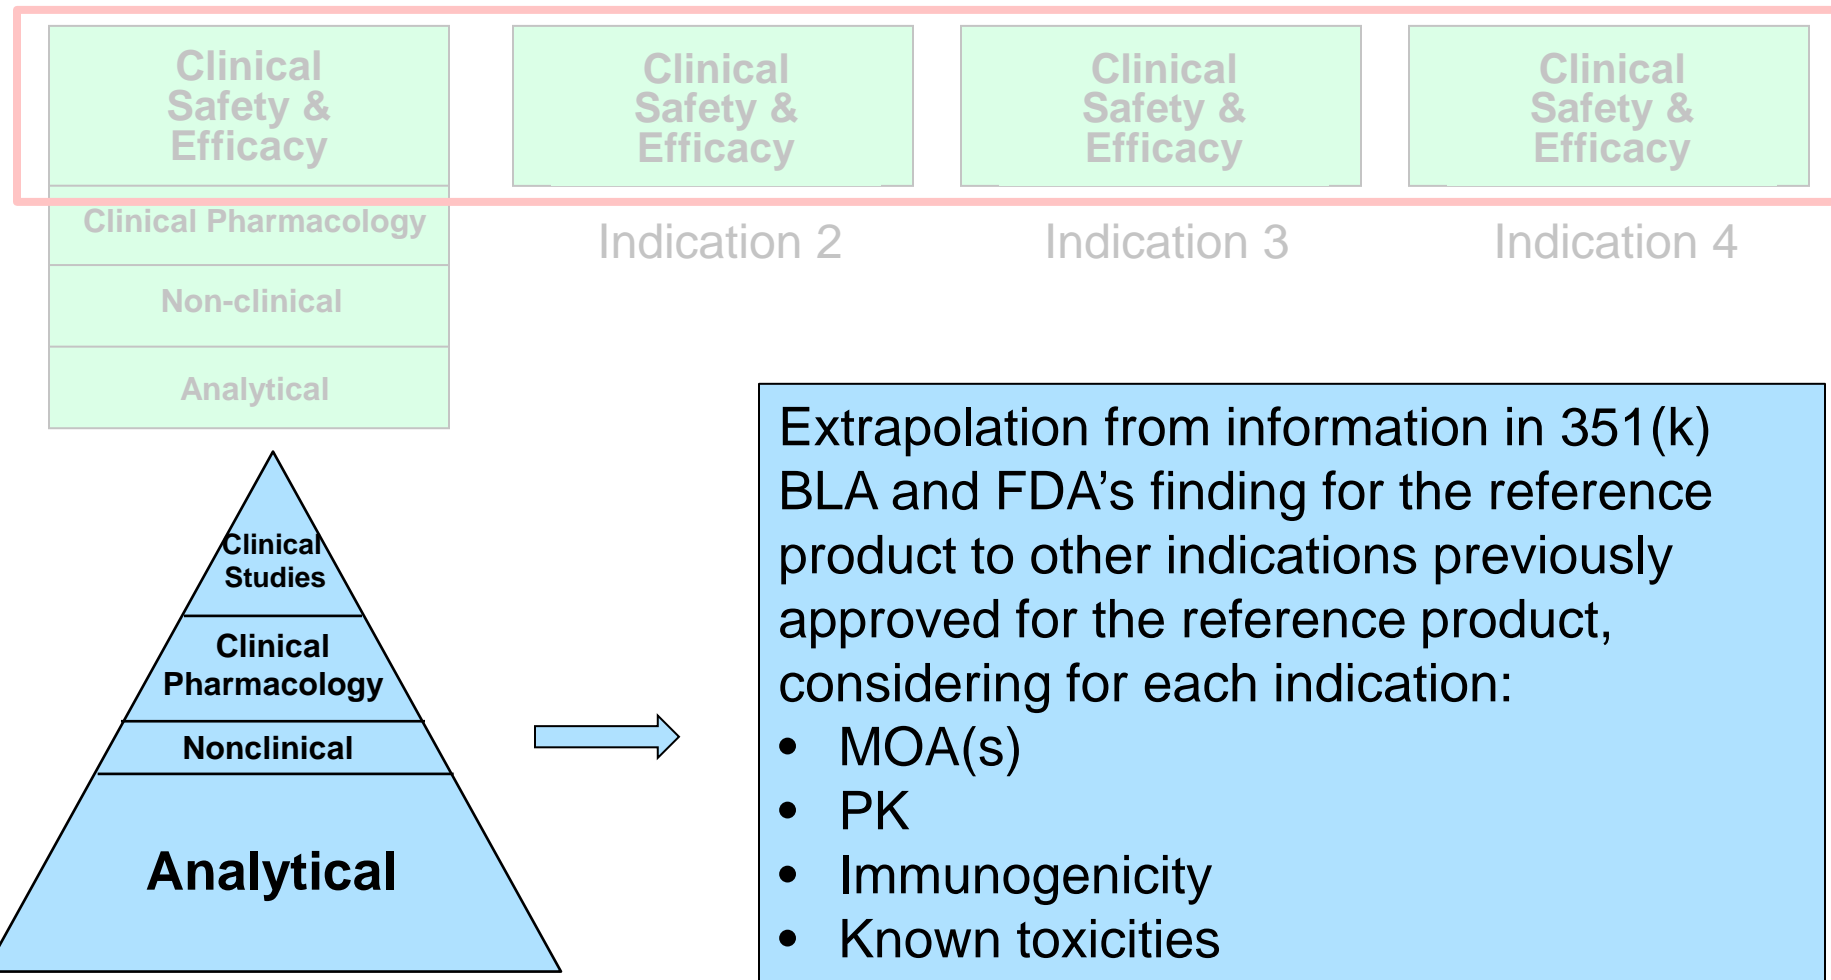 Clinical
Safety &
Efficacy
Clinical
Safety &
Efficacy
Clinical
Safety &
Efficacy
Clinical
Safety &
Efficacy
Clinical Pharmacology
Indication 2
Indication 3
Indication 4
Non-clinical
Analytical
Clinical
Studies
Clinical
Pharmacology
Nonclinical
Analytical
Extrapolation from information in 351(k)
BLA and FDA’s finding for the reference
product to other indications previously
approved for the reference product,
considering for each indication:
• MOA(s)
• PK
• Immunogenicity
• Known toxicities